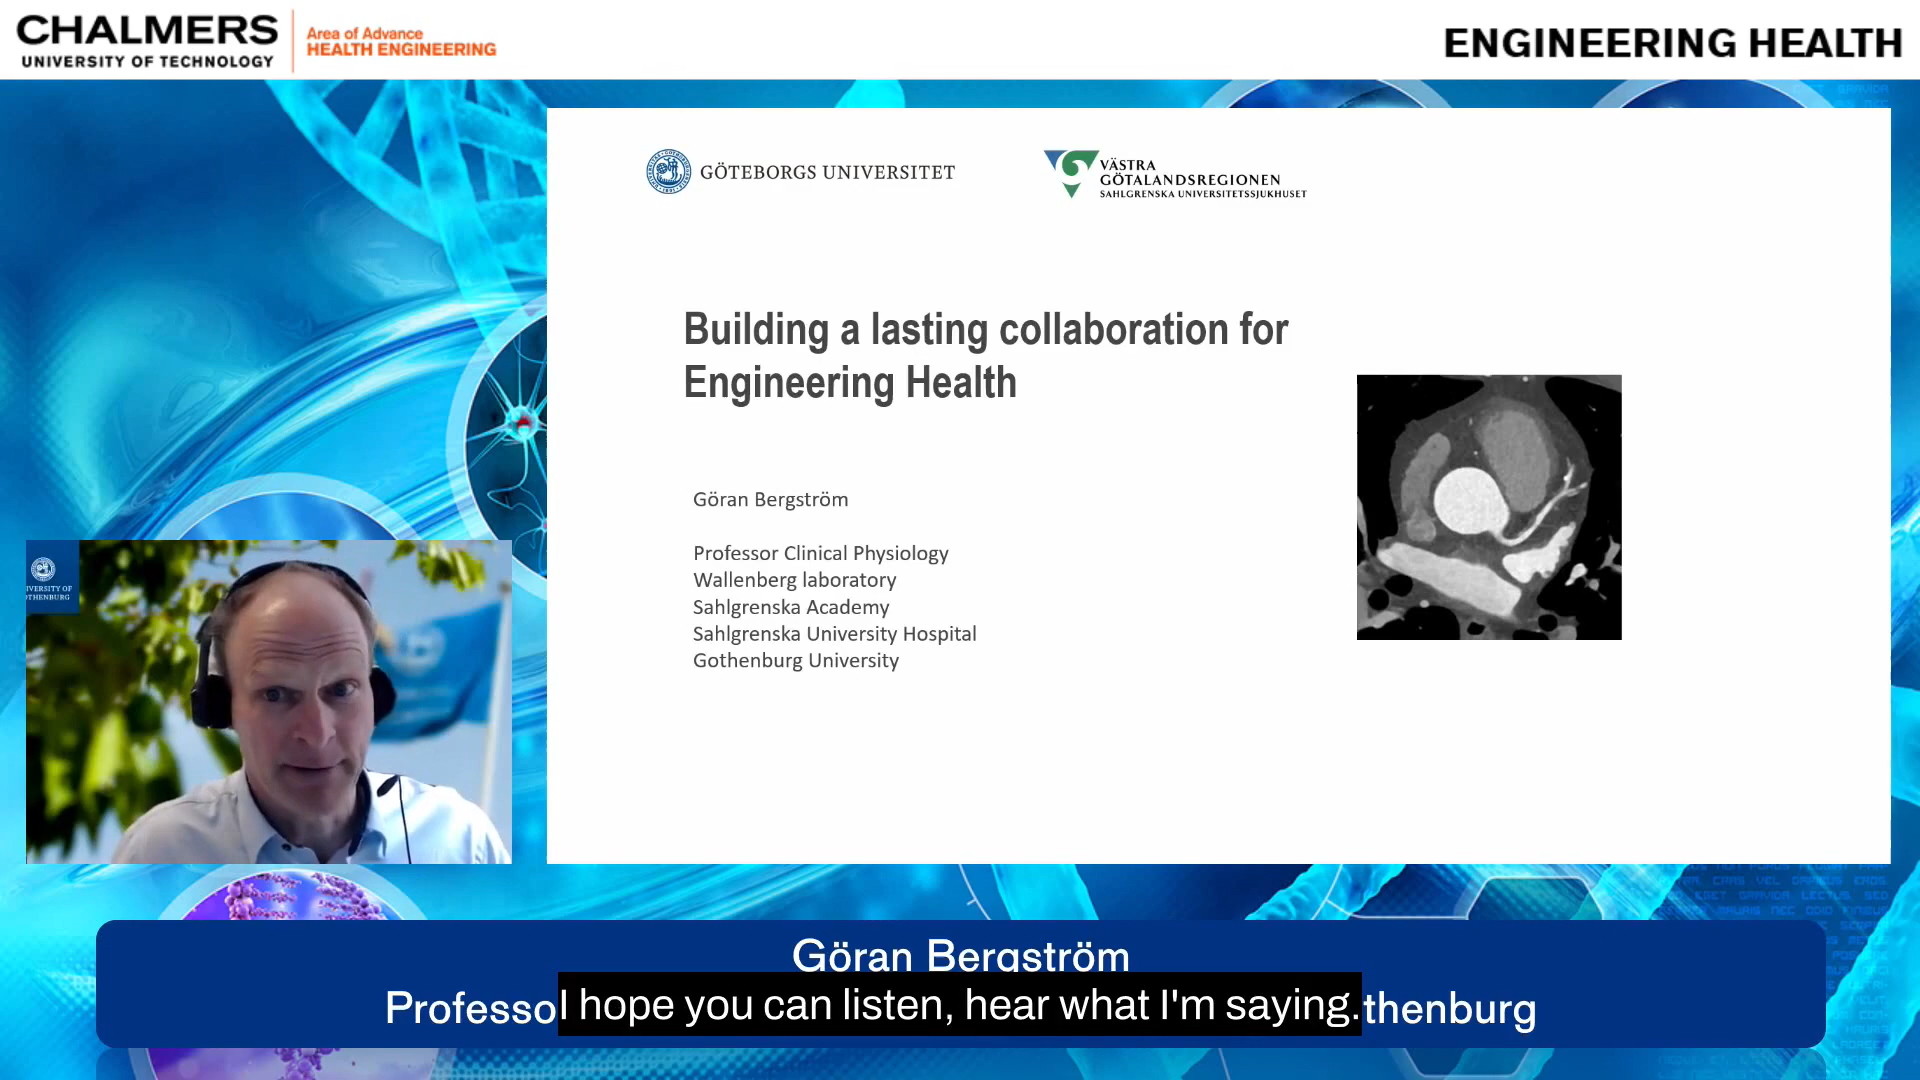 CHALMERS
UNIVERSITY OF TECHNOLOGY
Area of Advance
HEALTH ENGINEERING
ENGINEERING HEALTH
GÖTEBORGS UNIVERSITET
VÄSTRA
GÖTALANDSREGIONEN
SAHLGRENSKA UNIVERSITETSSJUKHUSET
Building a lasting collaboration for
Engineering Health
Göran Bergström
Professor Clinical Physiology
Wallenberg laboratory
Sahlgrenska Academy
Sahlgrenska University Hospital
Gothenburg University
Göran Bergström
I hope you can listen, hear what I'm saying.